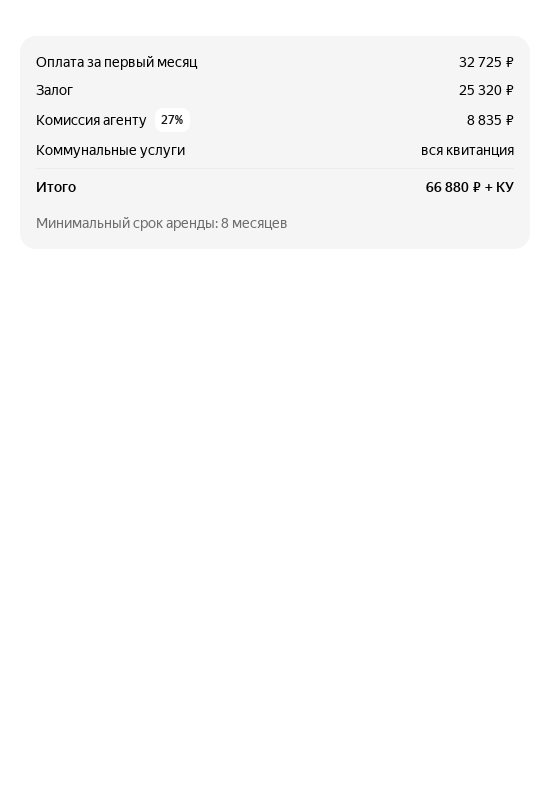 Оплата за первый месяц 32 725 ₽
Залог 25 320 ₽
Комиссия агенту 27% 8 835 ₽
Коммунальные услуги вся квитанция
Итого 66 880 ₽ + КУ
Минимальный срок аренды: 8 месяцев